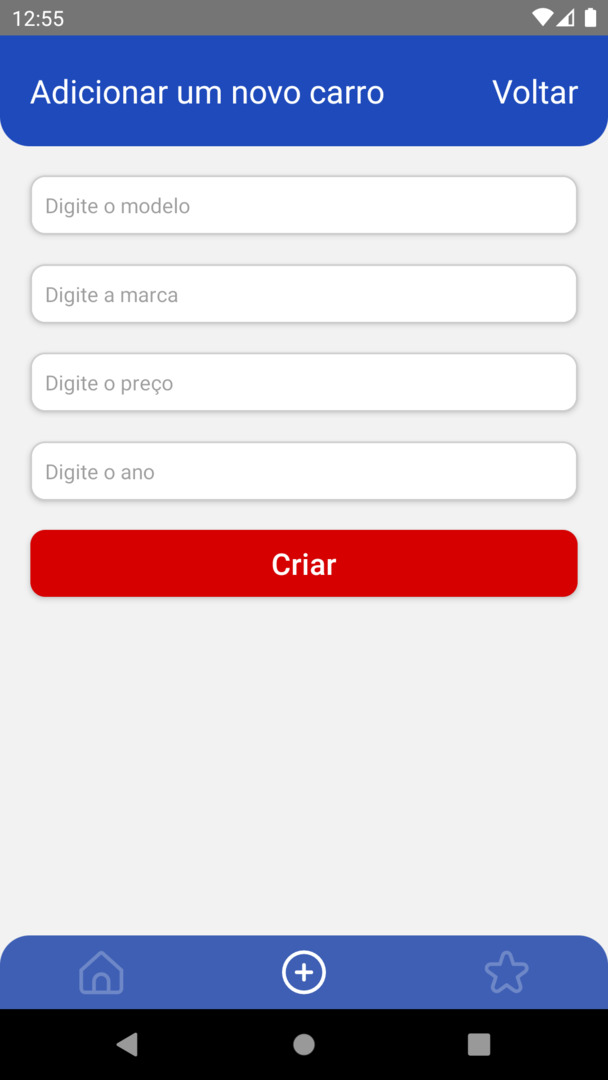 12:55
Adicionar um novo carro Voltar
Digite o modelo
Digite a marca
Digite o preço
Digite o ano
Criar